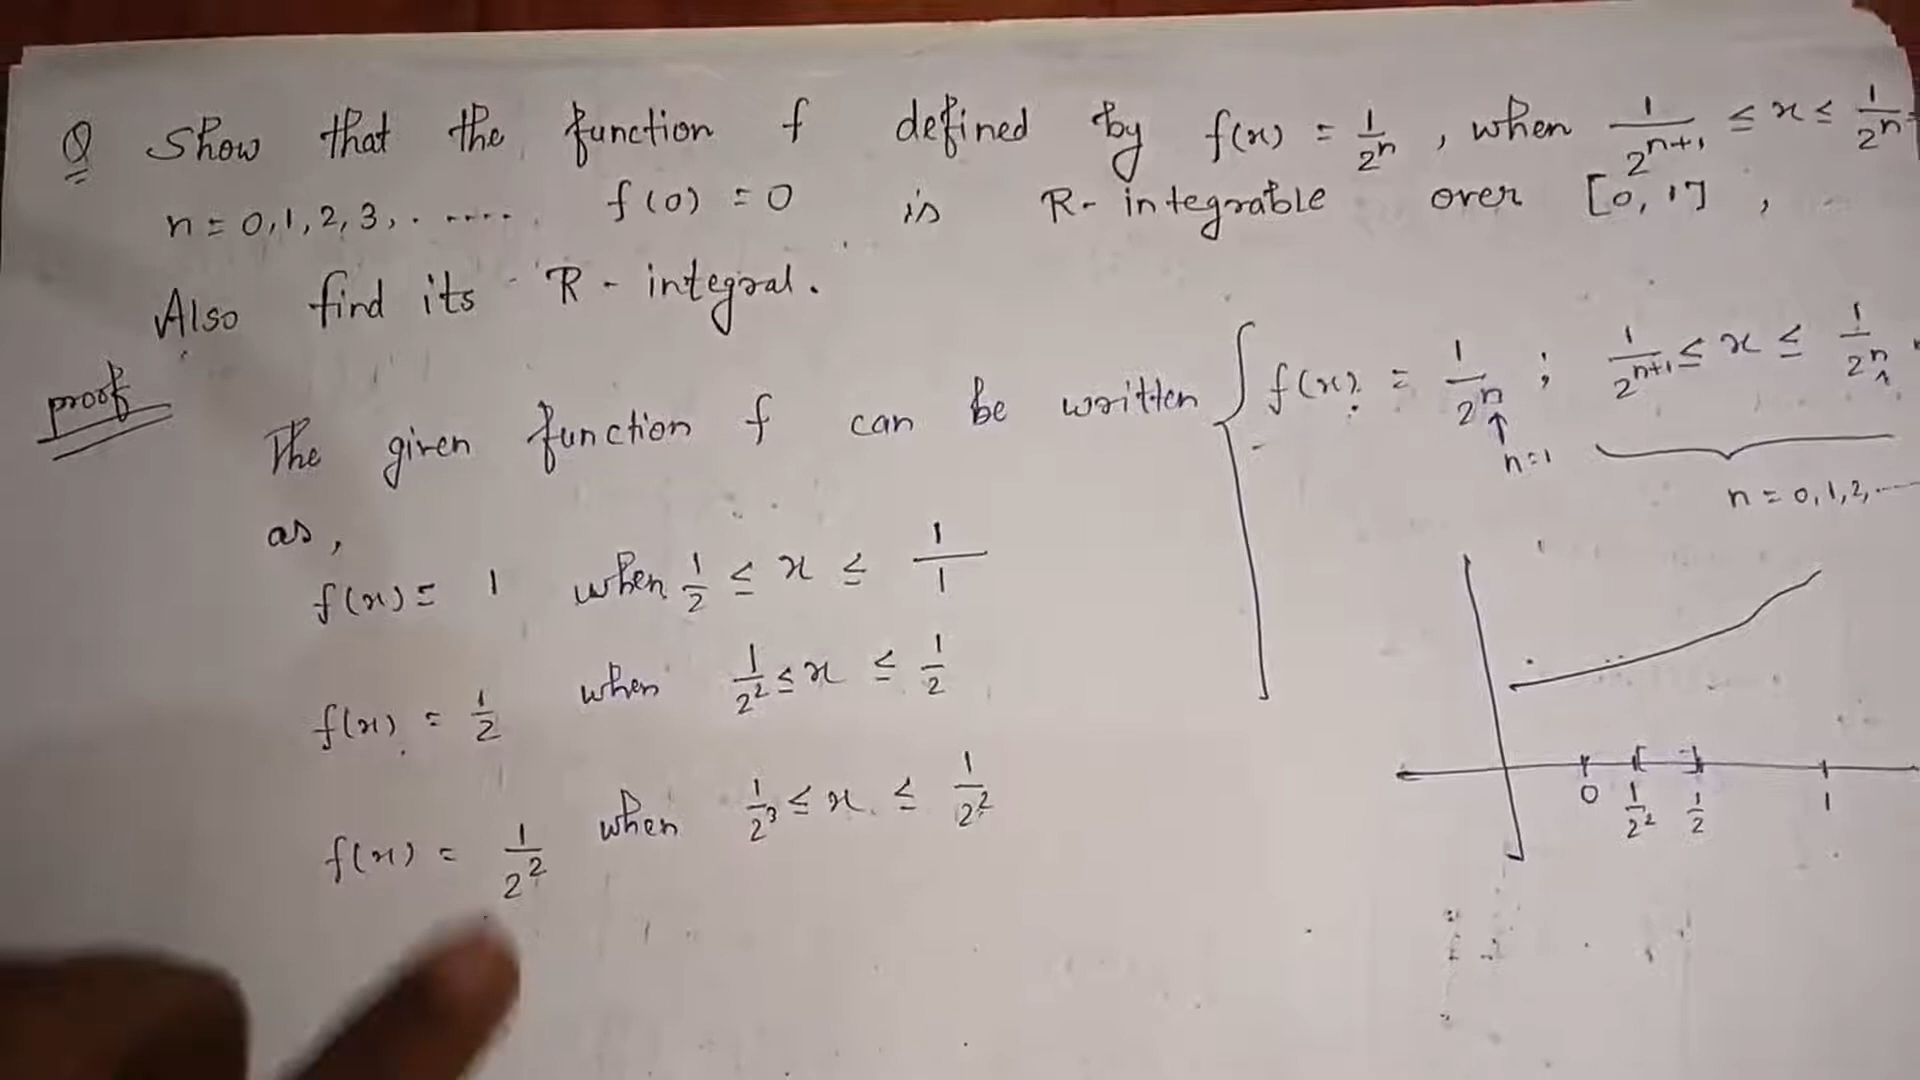 Q Show that the function f defined by f(x) = 1/2^n , when 1/2^{n+1} ≤ x ≤ 1/2^n
n = 0,1,2,3,....... f(0) = 0 is R-integrable over [0,1] ,
Also find its R-integral.
proof
The given function f can be written { f(x) = 1/2^n ; 1/2^{n+1} ≤ x ≤ 1/2^n
n=1
n = 0,1,2,....
as,
f(x) = 1 when 1/2 ≤ x ≤ 1/1
f(x) = 1/2 when 1/2^2 ≤ x ≤ 1/2
f(x) = 1/2^2 when 1/2^3 ≤ x ≤ 1/2^2
0 1/2^2 1/2 1